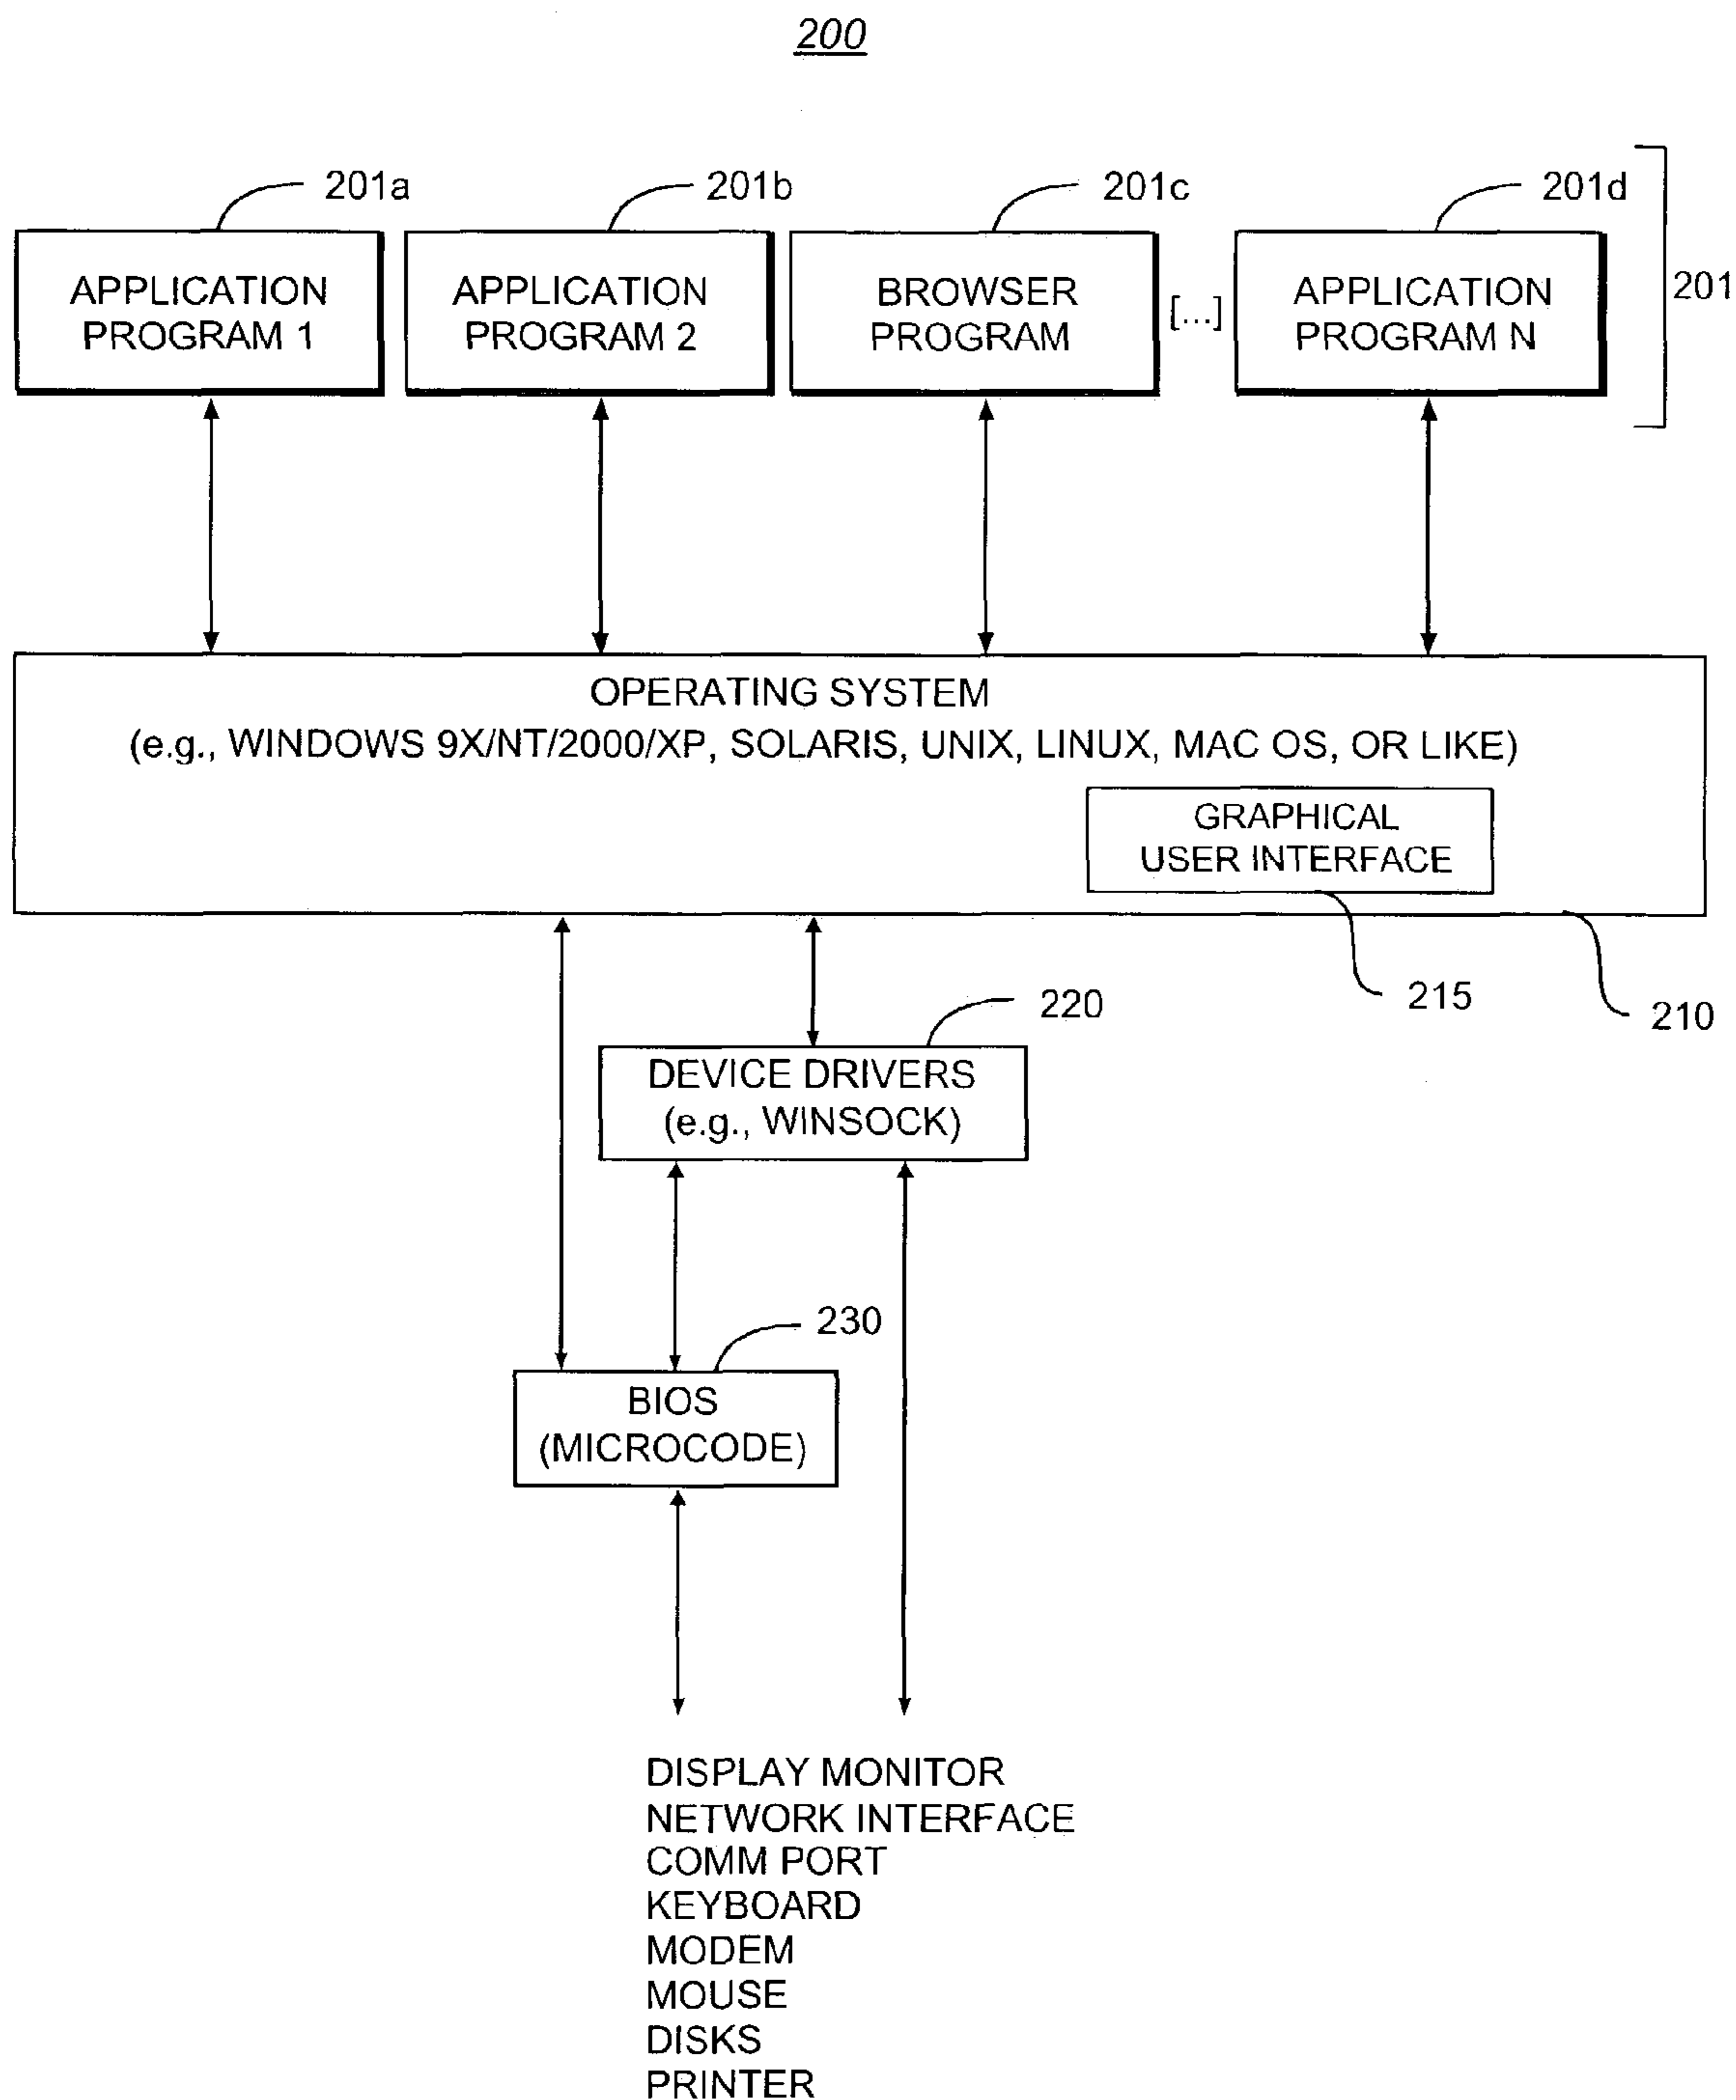 200
201a
201b
201c
201d
APPLICATION
PROGRAM 1
APPLICATION
PROGRAM 2
BROWSER
PROGRAM
[...]
APPLICATION
PROGRAM N
201
OPERATING SYSTEM
(e.g., WINDOWS 9X/NT/2000/XP, SOLARIS, UNIX, LINUX, MAC OS, OR LIKE)
GRAPHICAL
USER INTERFACE
215
210
220
DEVICE DRIVERS
(e.g., WINSOCK)
230
BIOS
(MICROCODE)
DISPLAY MONITOR
NETWORK INTERFACE
COMM PORT
KEYBOARD
MODEM
MOUSE
DISKS
PRINTER